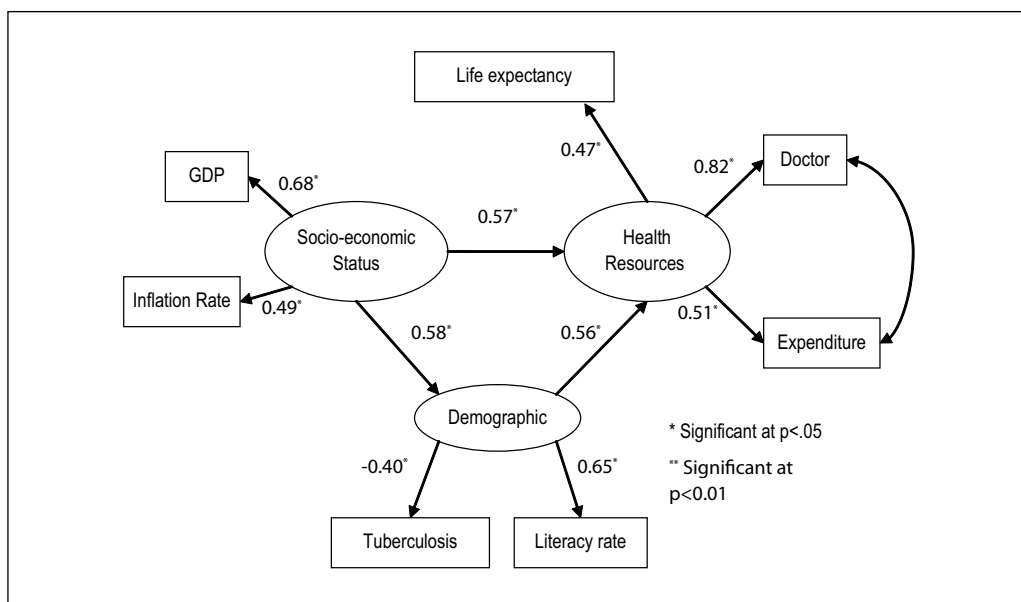 Life expectancy
GDP
0.68*
0.47*
0.82*
Doctor
Socio-economic
Status
0.57*
Health
Resources
Inflation Rate
0.49*
0.58*
0.56*
0.51*
Expenditure
Demographic
-0.40*
0.65*
* Significant at p<.05
** Significant at
p<0.01
Tuberculosis
Literacy rate